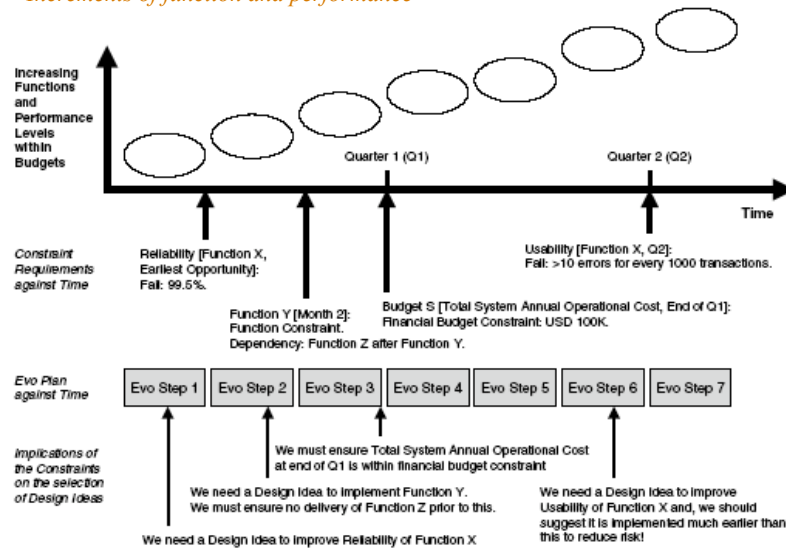 increments of function and performance
Increasing
Functions
and
Performance
Levels
within
Budgets
Quarter 1 (Q1)
Quarter 2 (Q2)
Time
Constraint
Requirements
against Time
Reliability [Function X,
Earliest Opportunity]:
Fail: 99.5%.
Usability [Function X, Q2]:
Fail: >10 errors for every 1000 transactions.
Function Y [Month 2]:
Function Constraint.
Dependency: Function Z after Function Y.
Budget S [Total System Annual Operational Cost, End of Q1]:
Financial Budget Constraint: USD 100K.
Evo Plan
against Time
Evo Step 1
Evo Step 2
Evo Step 3
Evo Step 4
Evo Step 5
Evo Step 6
Evo Step 7
Implications of
the Constraints
on the selection
of Design Ideas
We must ensure Total System Annual Operational Cost
at end of Q1 is within financial budget constraint
We need a Design Idea to Implement Function Y.
We must ensure no delivery of Function Z prior to this.
We need a Design Idea to improve
Usability of Function X and, we should
suggest it is implemented much earlier than
this to reduce risk!
We need a Design Idea to improve Reliability of Function X